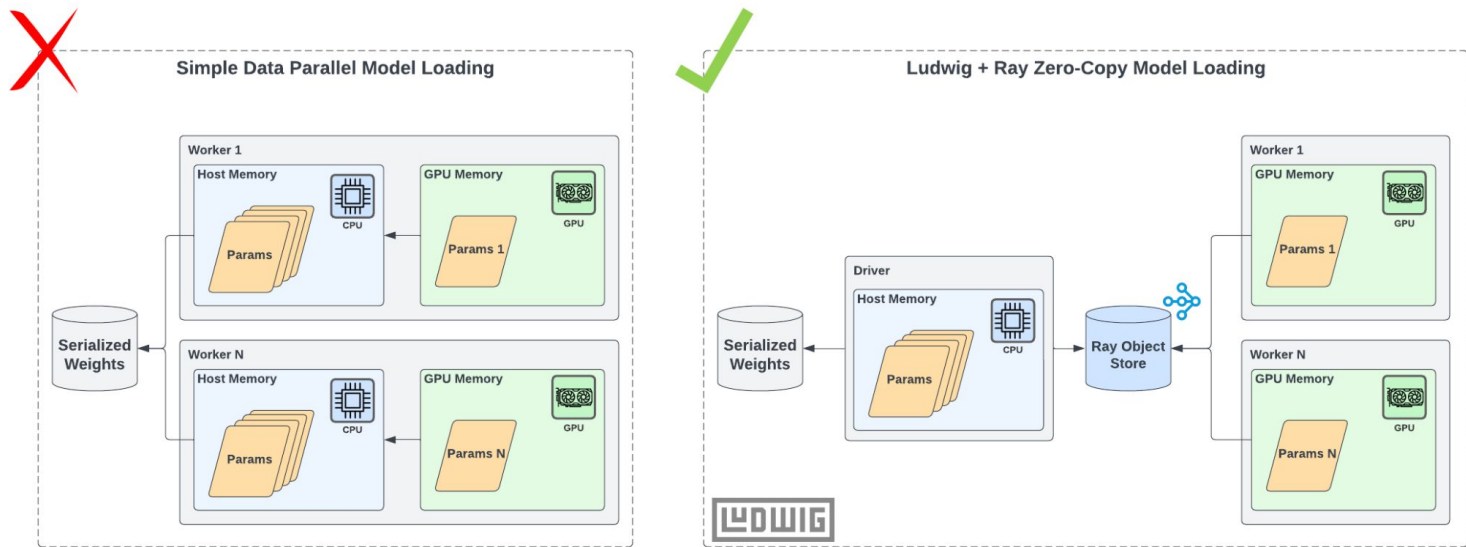 Simple Data Parallel Model Loading
Worker 1
Host Memory
CPU
Params
GPU Memory
GPU
Params 1
Serialized
Weights
Worker N
Host Memory
CPU
Params
GPU Memory
GPU
Params N
Ludwig + Ray Zero-Copy Model Loading
Serialized
Weights
Driver
Host Memory
CPU
Params
Ray Object
Store
Worker 1
GPU Memory
GPU
Params 1
Worker N
GPU Memory
GPU
Params N
LUDWIG